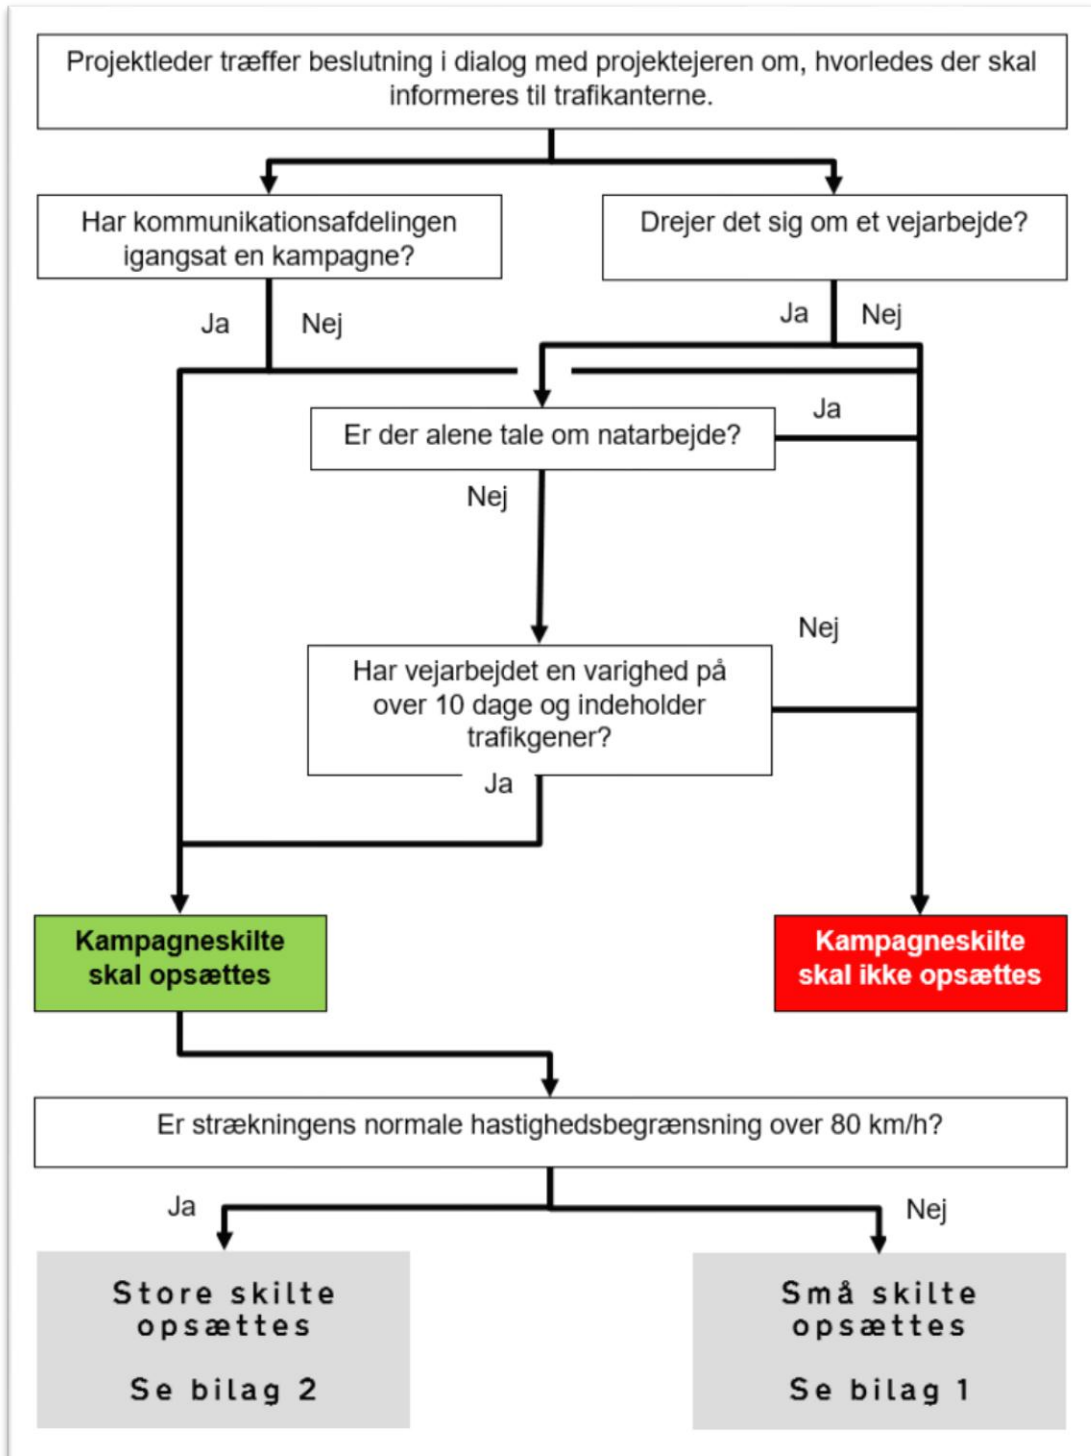 Projektleder træffer beslutning i dialog med projektejeren om, hvorledes der skal
informeres til trafikanterne.
Har kommunikationsafdelingen
igangsat en kampagne?
Drejer det sig om et vejarbejde?
Ja
Nej
Ja
Nej
Er der alene tale om natarbejde?
Ja
Nej
Har vejarbejdet en varighed på
over 10 dage og indeholder
trafikgener?
Nej
Ja
Kampagneskilte
skal opsættes
Kampagneskilte
skal ikke opsættes
Er strækningens normale hastighedsbegrænsning over 80 km/h?
Ja
Nej
Store skilte
opsættes
Se bilag 2
Små skilte
opsættes
Se bilag 1